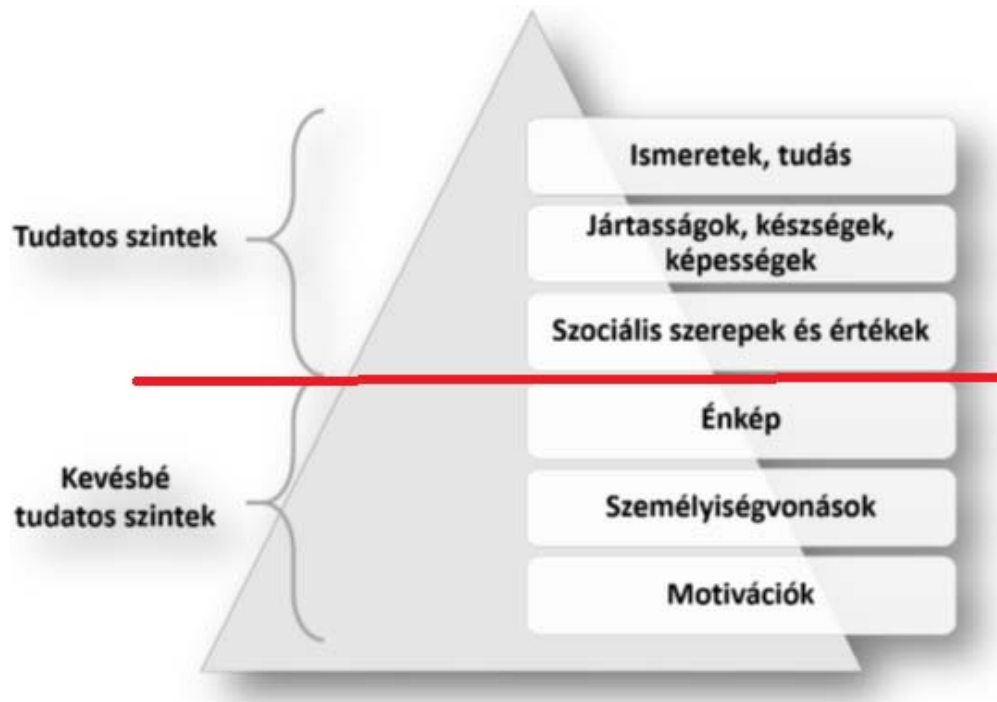 Tudatos szintek
Kevésbé
tudatos szintek
Ismeretek, tudás
Jártasságok, készségek,
képességek
Szociális szerepek és értékek
Énkép
Személyiségvonások
Motivációk